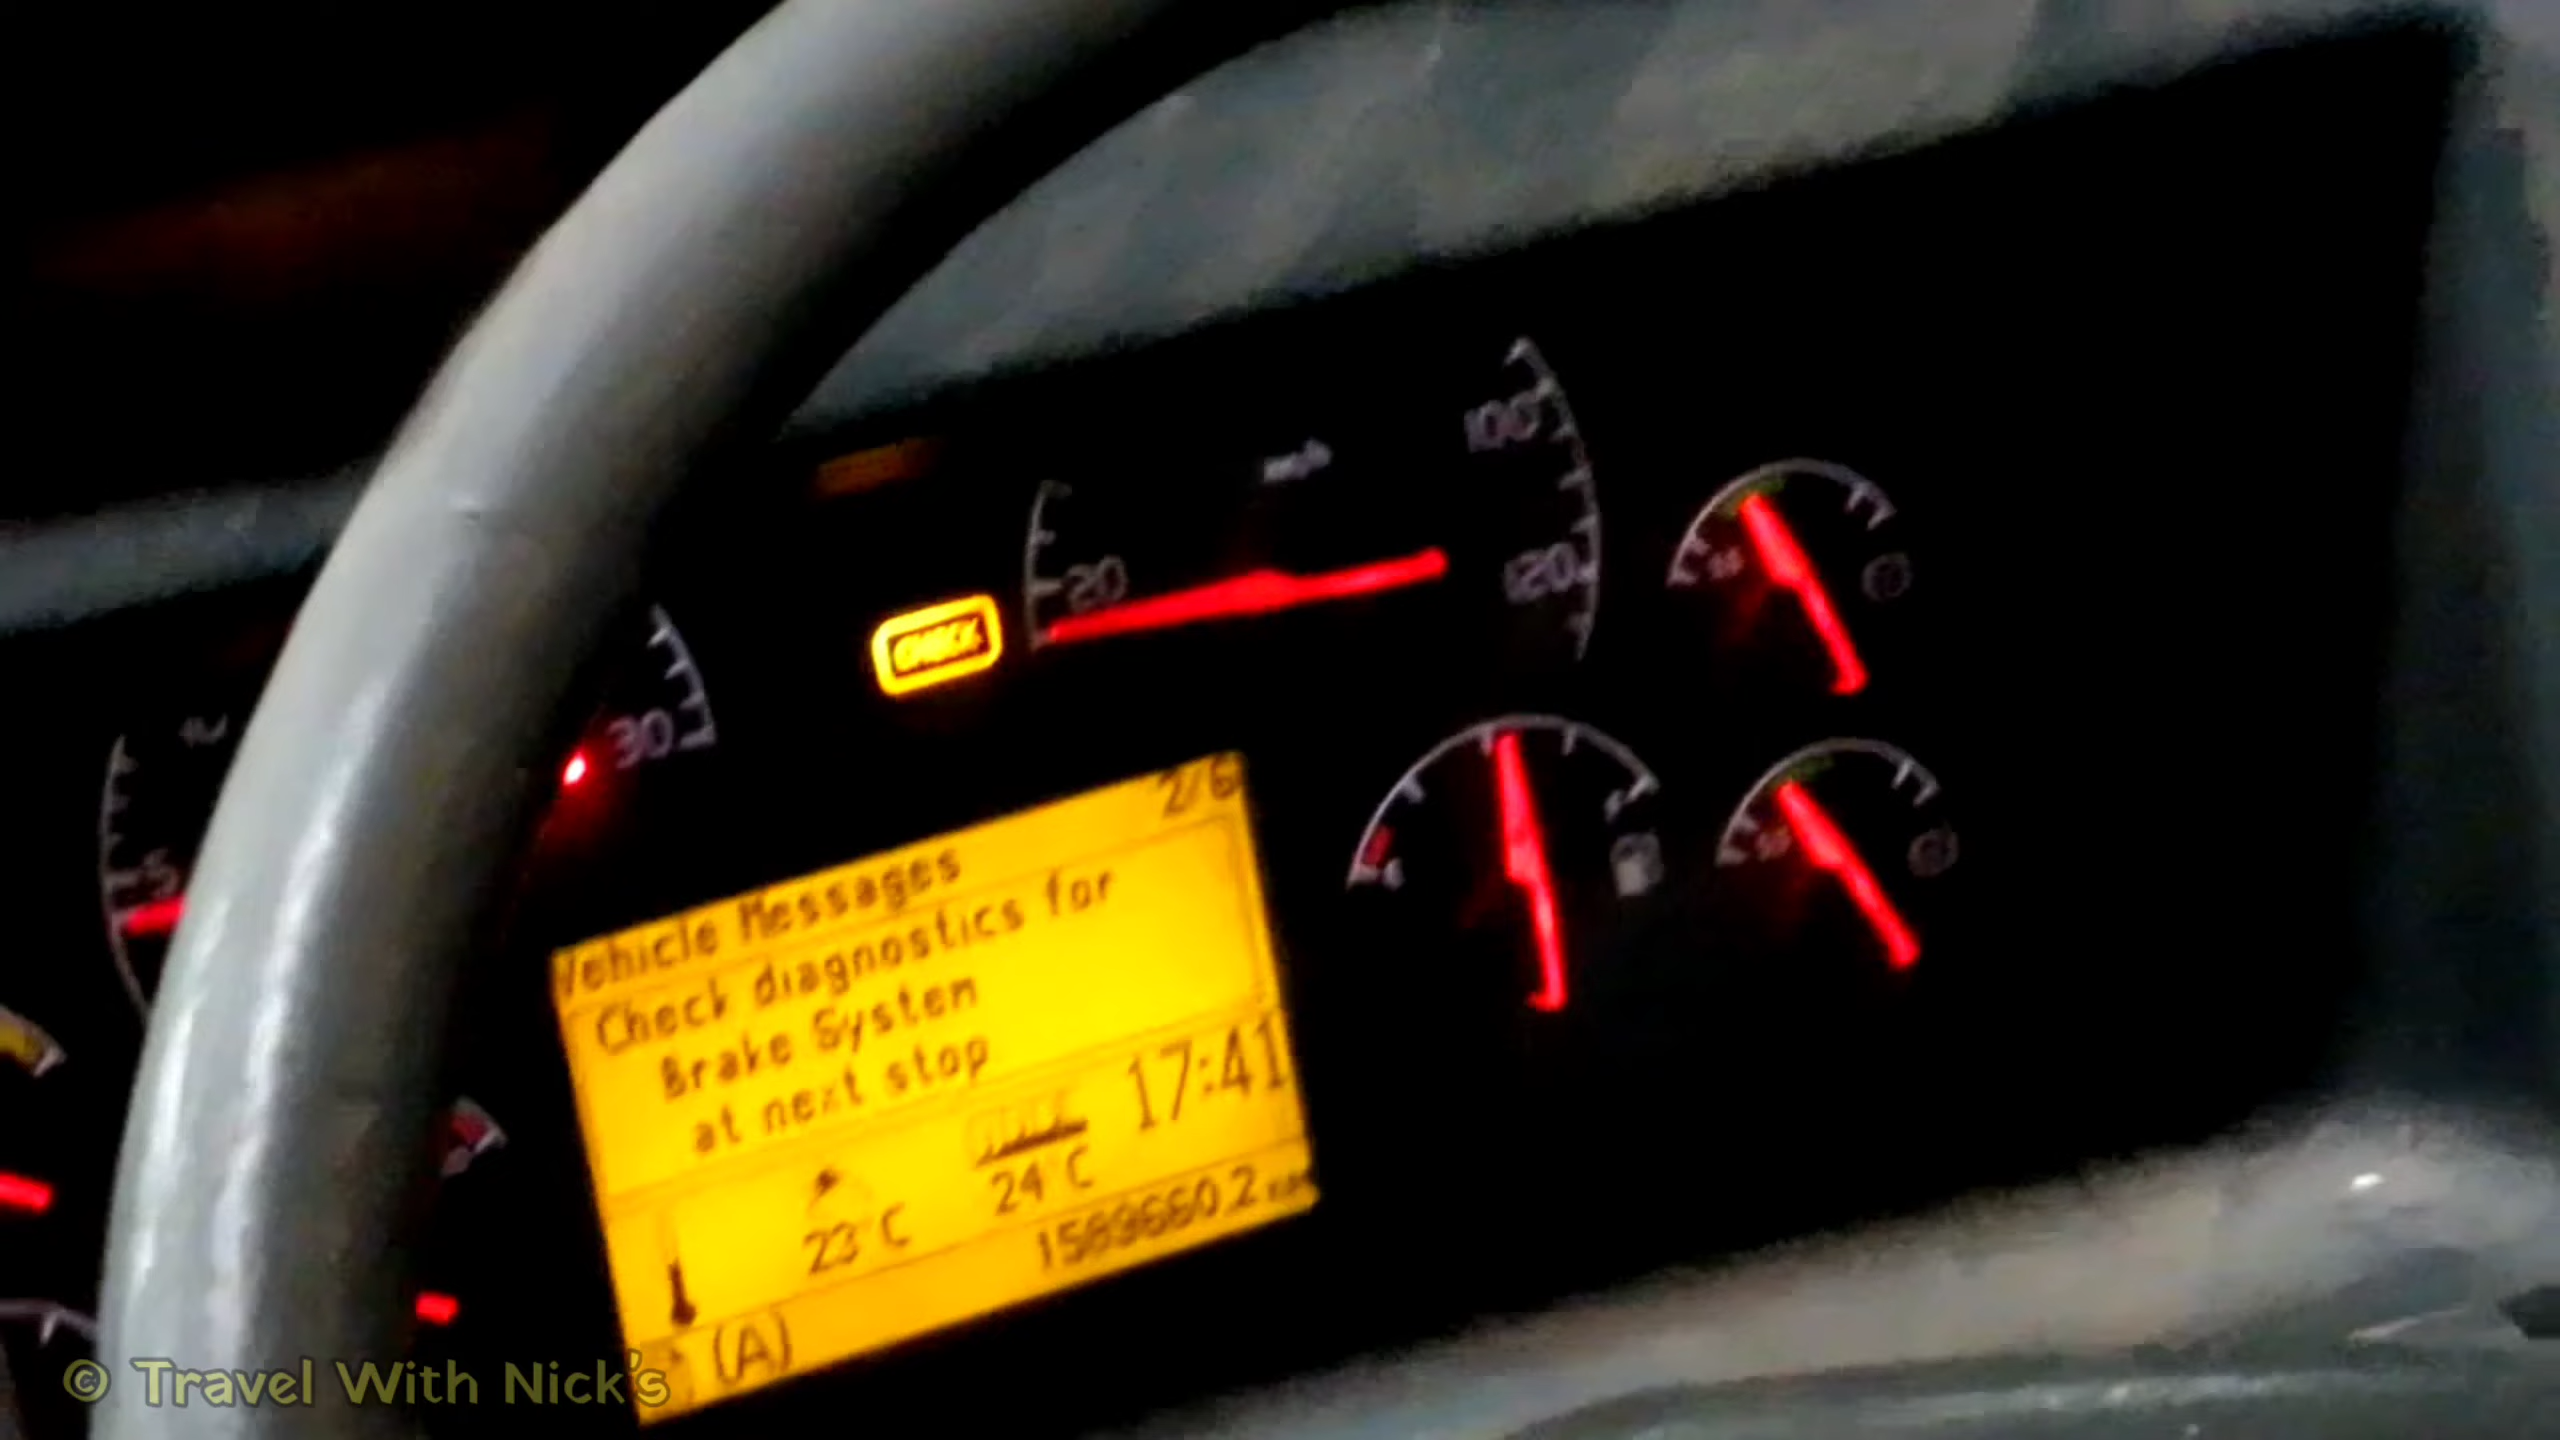 100
20
120
CHECK
30
5
2/6
Vehicle Messages
Check diagnostics for
Brake System
at next stop
17:41
23°C
24°C
(A)
© Travel With Nick's